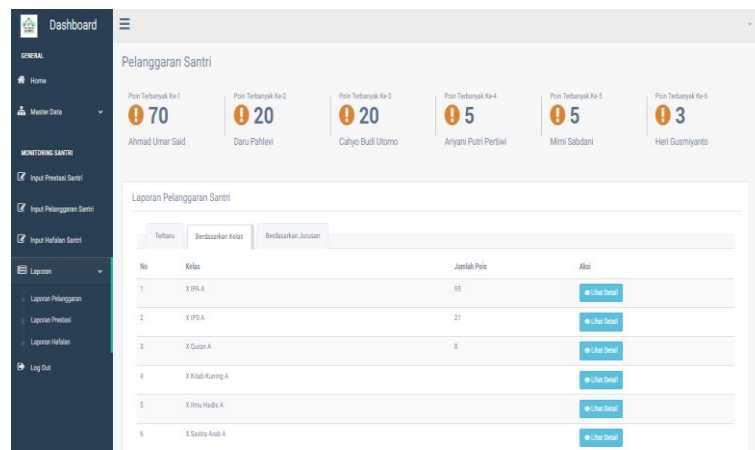 Dashboard
GENERAL
Home
Master Data
MONITORING SANTRI
Input Prestasi Santri
Input Pelanggaran Santri
Input Hafalan Santri
Laporan
Laporan Pelanggaran
Laporan Prestasi
Laporan Hafalan
Log Out
Pelanggaran Santri
Poin Terbanyak Ke-1
70
Ahmad Umar Said
Poin Terbanyak Ke-2
20
Daru Pahlevi
Poin Terbanyak Ke-3
20
Cahyo Budi Utomo
Poin Terbanyak Ke-4
5
Ariyani Putri Pertiwi
Poin Terbanyak Ke-5
5
Mimi Sabdani
Poin Terbanyak Ke-6
3
Heri Gusmiyanto
Laporan Pelanggaran Santri
Terbaru Berdasarkan Kelas Berdasarkan Jurusan
No Kelas Jumlah Poin Aksi
1 X IPA A 95 Lihat Detail
2 X IPS A 21 Lihat Detail
3 X Quran A 8 Lihat Detail
4 X Kitab Kuning A Lihat Detail
5 X Ilmu Hadis A Lihat Detail
6 X Sastra Arab A Lihat Detail